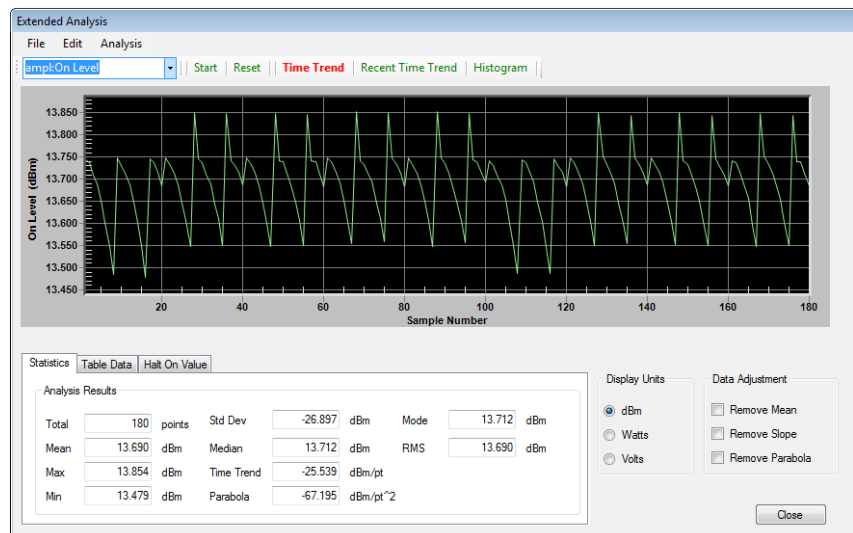 Extended Analysis
File Edit Analysis
ampl:On Level Start Reset Time Trend Recent Time Trend Histogram
On Level (dBm)
13.850
13.800
13.750
13.700
13.650
13.600
13.550
13.500
13.450
20 40 60 80 100 120 140 160 180
Sample Number
Statistics Table Data Halt On Value
Analysis Results
Total 180 points Std Dev -26.897 dBm Mode 13.712 dBm
Mean 13.690 dBm Median 13.712 dBm RMS 13.690 dBm
Max 13.854 dBm Time Trend -25.539 dBm/pt
Min 13.479 dBm Parabola -67.195 dBm/pt^2
Display Units
dBm
Watts
Volts
Data Adjustment
Remove Mean
Remove Slope
Remove Parabola
Close